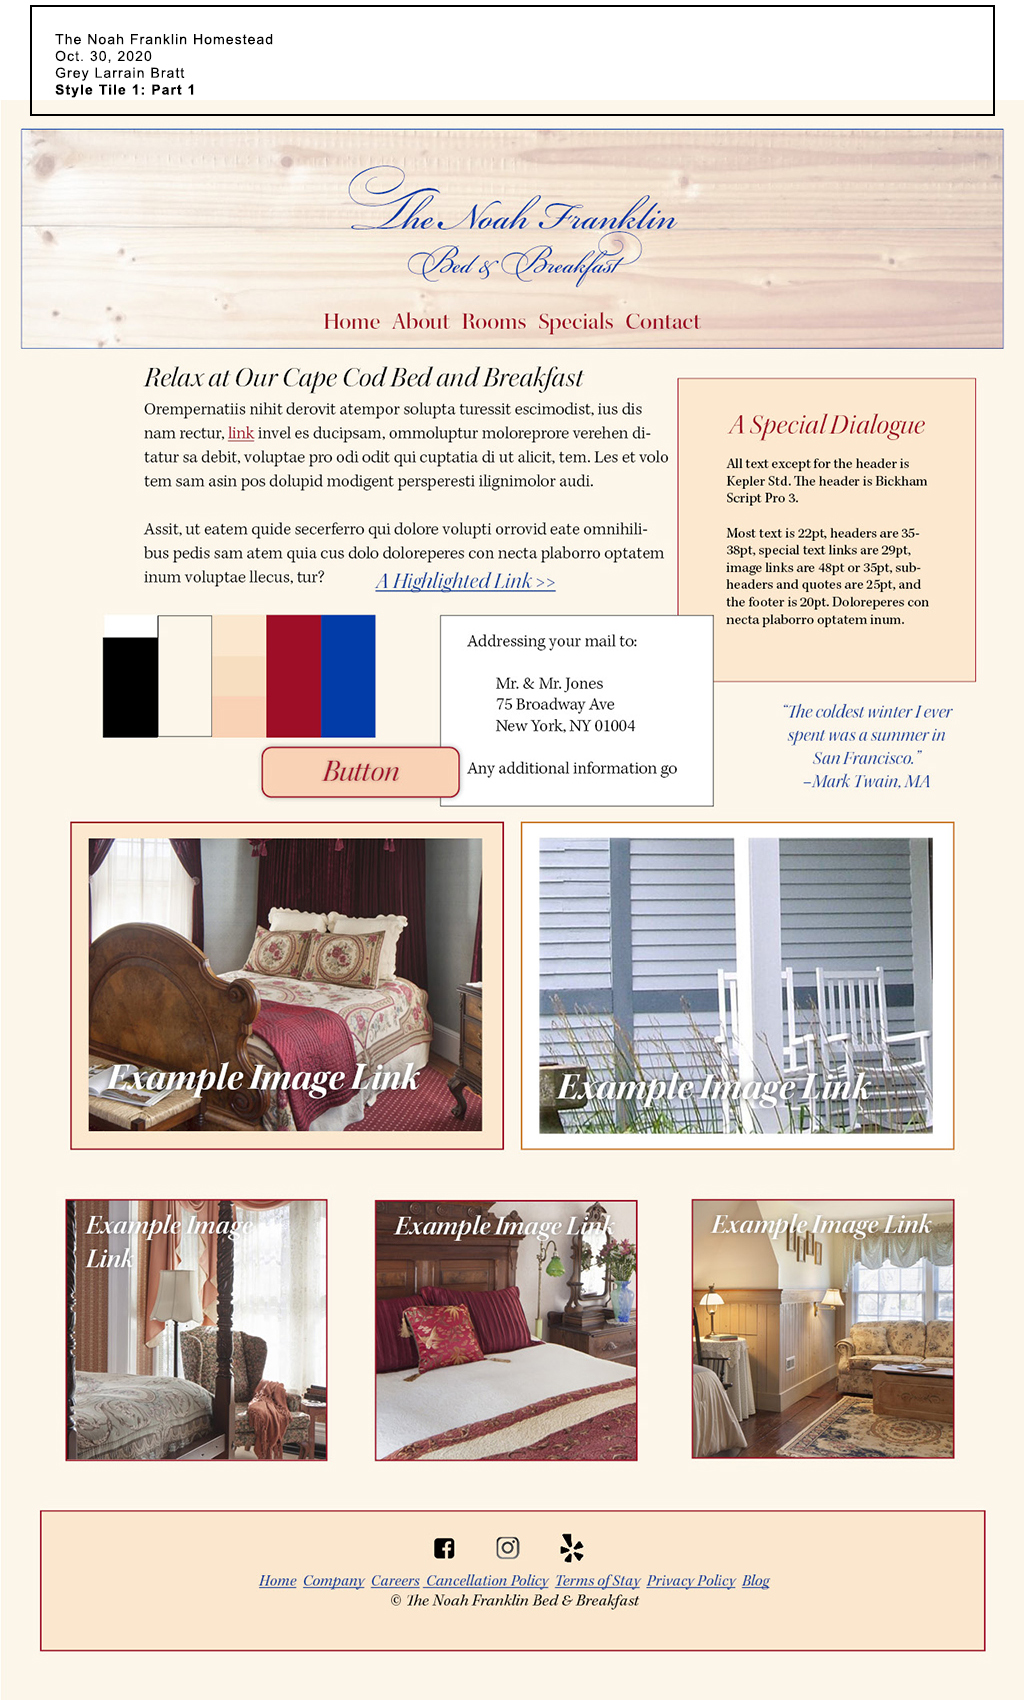 The Noah Franklin Homestead
Oct. 30, 2020
Grey Larrain Bratt
Style Tile 1: Part 1
The Noah Franklin
Bed & Breakfast
Home About Rooms Specials Contact
Relax at Our Cape Cod Bed and Breakfast
Orempernatiis nihit derovit atempor solupta turessit escimodist, ius dis
nam rectur, link invel es ducipsam, ommoluptur moloreprore verehen di-
tatur sa debit, voluptae pro odi odit qui cuptatia di ut alicit, tem. Les et volo
tem sam asin pos dolupid modigent persperesti ilignimolor audi.
Assit, ut eatem quide secerferro qui dolore volupti orrovid eate omnihili-
bus pedis sam atem quia cus dolo doloreperes con necta plaborro optatem
inum voluptae llecus, tur?
A Highlighted Link >>
A Special Dialogue
All text except for the header is
Kepler Std. The header is Bickham
Script Pro 3.
Most text is 22pt, headers are 35-
38pt, special text links are 29pt,
image links are 48pt or 35pt, sub-
headers and quotes are 25pt, and
the footer is 20pt. Doloreperes con
necta plaborro optatem inum.
Addressing your mail to:
Mr. & Mr. Jones
75 Broadway Ave
New York, NY 01004
Any additional information go
Button
“The coldest winter I ever
spent was a summer in
San Francisco.”
–Mark Twain, MA
Example Image Link
Example Image Link
Example Image
Link
Example Image Link
Example Image Link
Home Company Careers Cancellation Policy Terms of Stay Privacy Policy Blog
© The Noah Franklin Bed & Breakfast